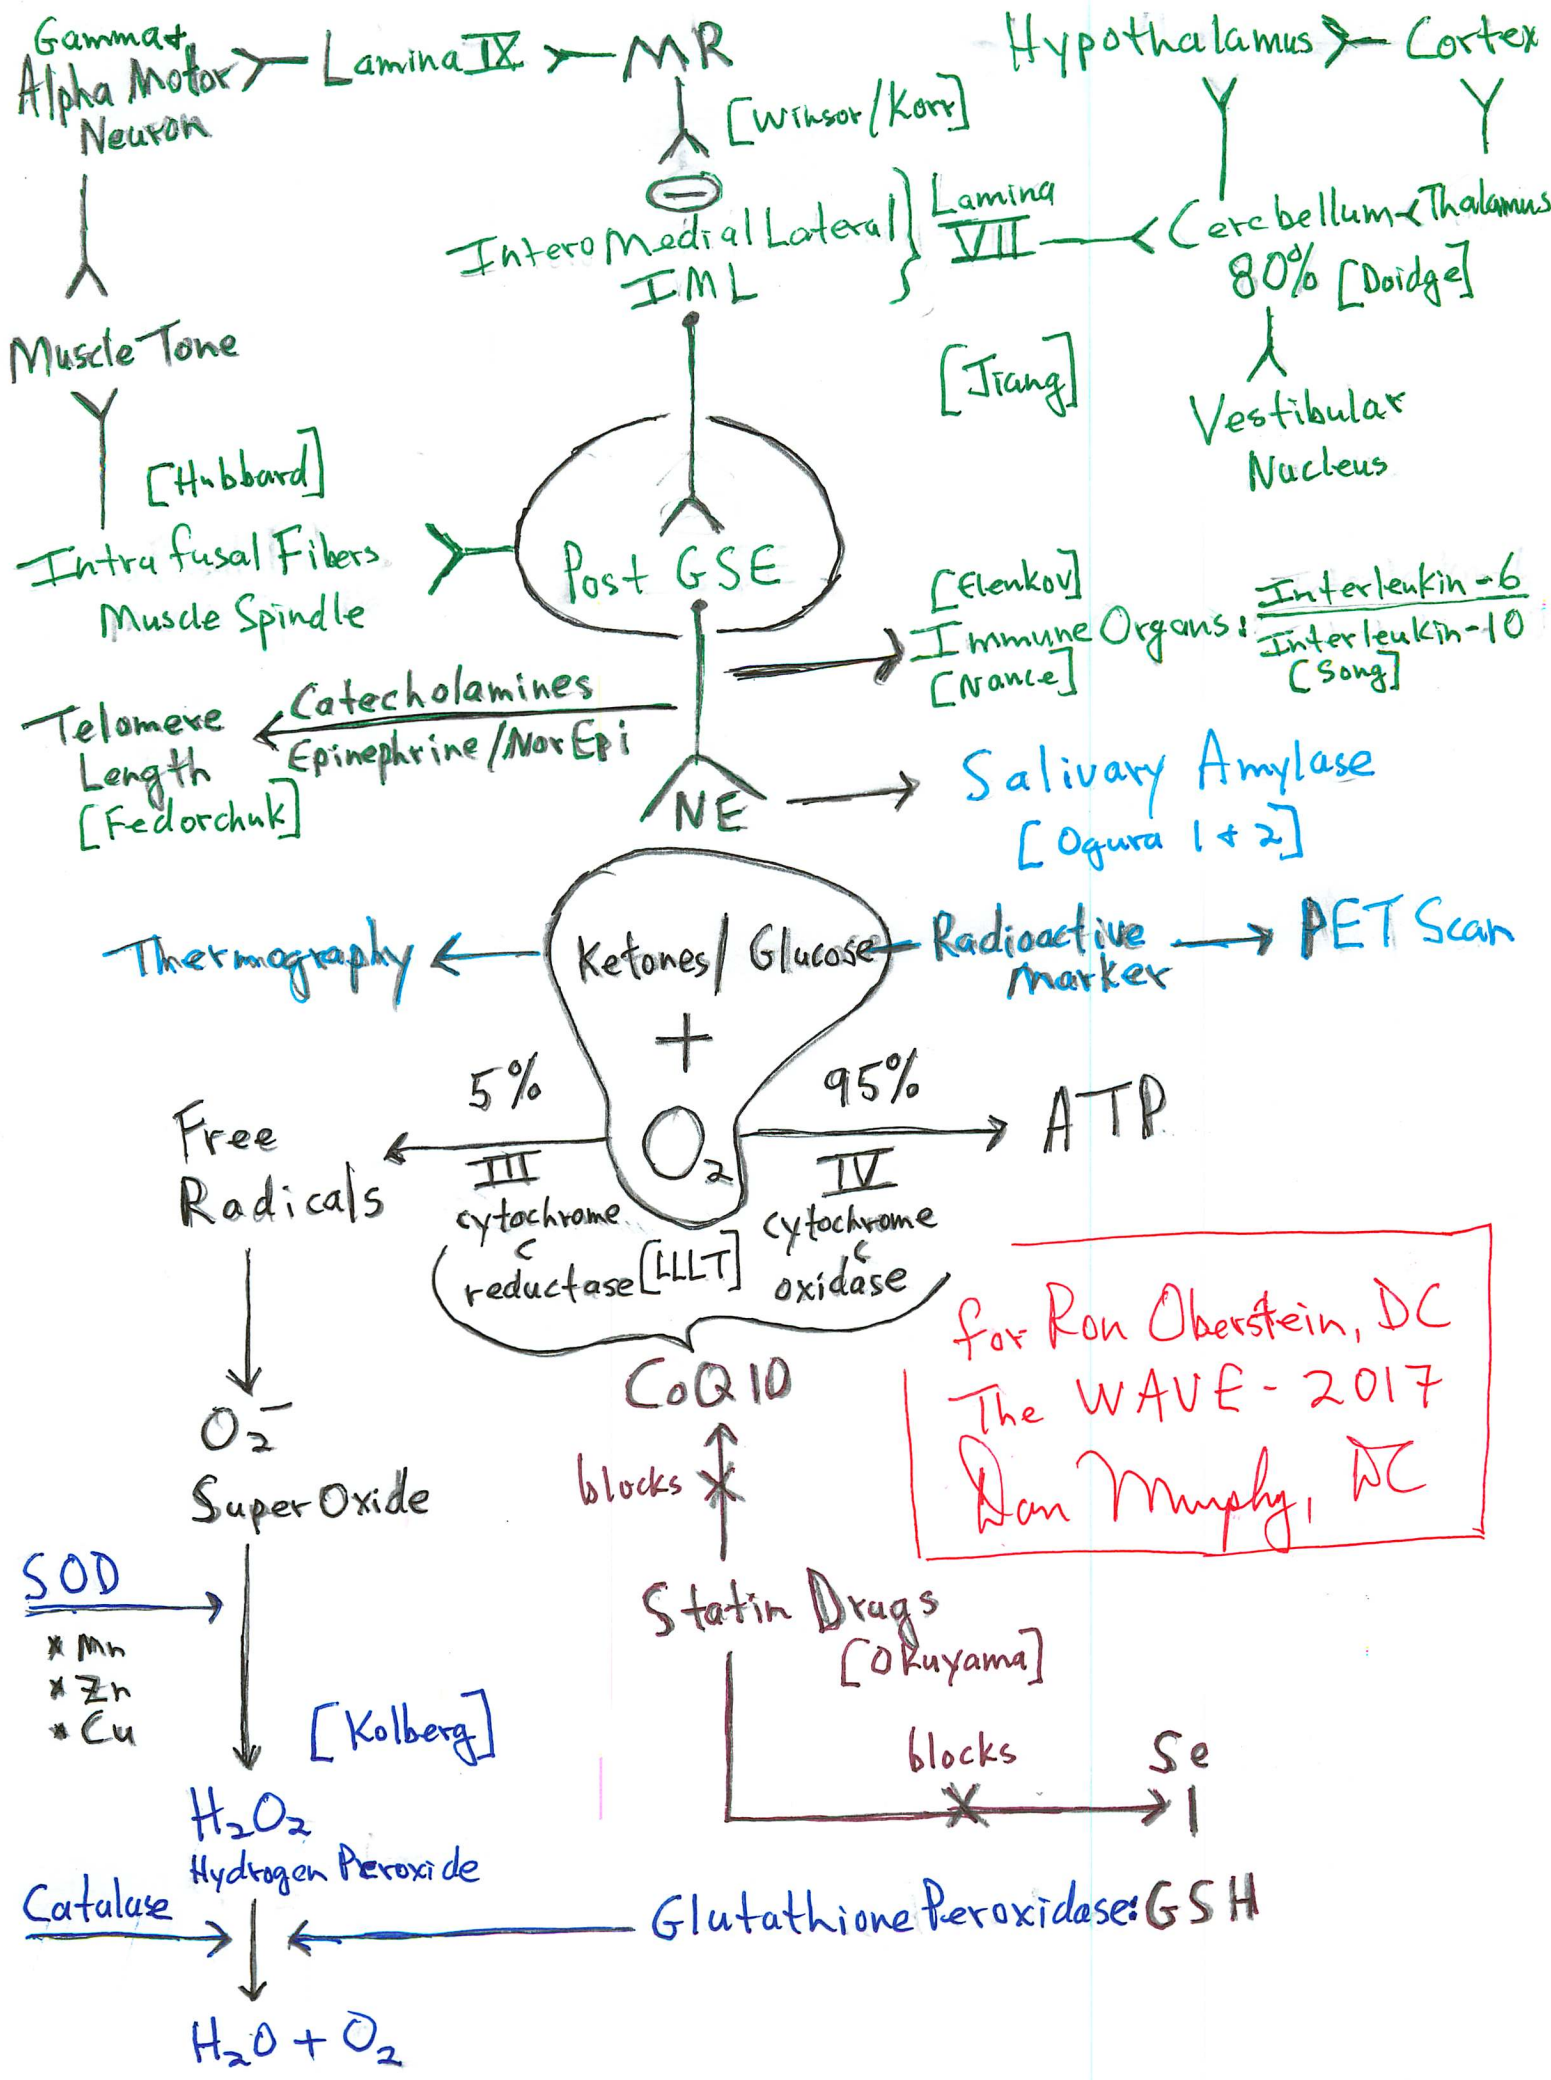 Gamma +
Alpha Motor
Neuron
Lamina IX
MR
Hypothalamus
Cortex
[Winsor/Korr]
−
InteroMedial Lateral
IML
Lamina
VII
Cerebellum
Thalamus
80% [Doidge]
Muscle Tone
[Jiang]
Vestibular
Nucleus
[Hubbard]
Intrafusal Fibers
Muscle Spindle
Post GSE
[Elenkov]
Immune Organs:
[Nance]
Interleukin-6
Interleukin-10
[Song]
Telomere
Length
[Fedorchuk]
Catecholamines
Epinephrine/NorEpi
NE
Salivary Amylase
[Ogura 1 + 2]
Thermography
Ketones/ Glucose
Radioactive
marker
PET Scan
+
O2
5%
III
cytochrome
c
reductase
[LLLT]
95%
IV
cytochrome
c
oxidase
ATP
Free
Radicals
CoQ10
for Ron Oberstein, DC
The WAVE - 2017
Dan Murphy, DC
O2−
SuperOxide
blocks
SOD
* Mn
* Zn
* Cu
Statin Drugs
[Okuyama]
[Kolberg]
blocks
Se
H2O2
Hydrogen Peroxide
Catalase
Glutathione Peroxidase: GSH
H2O + O2